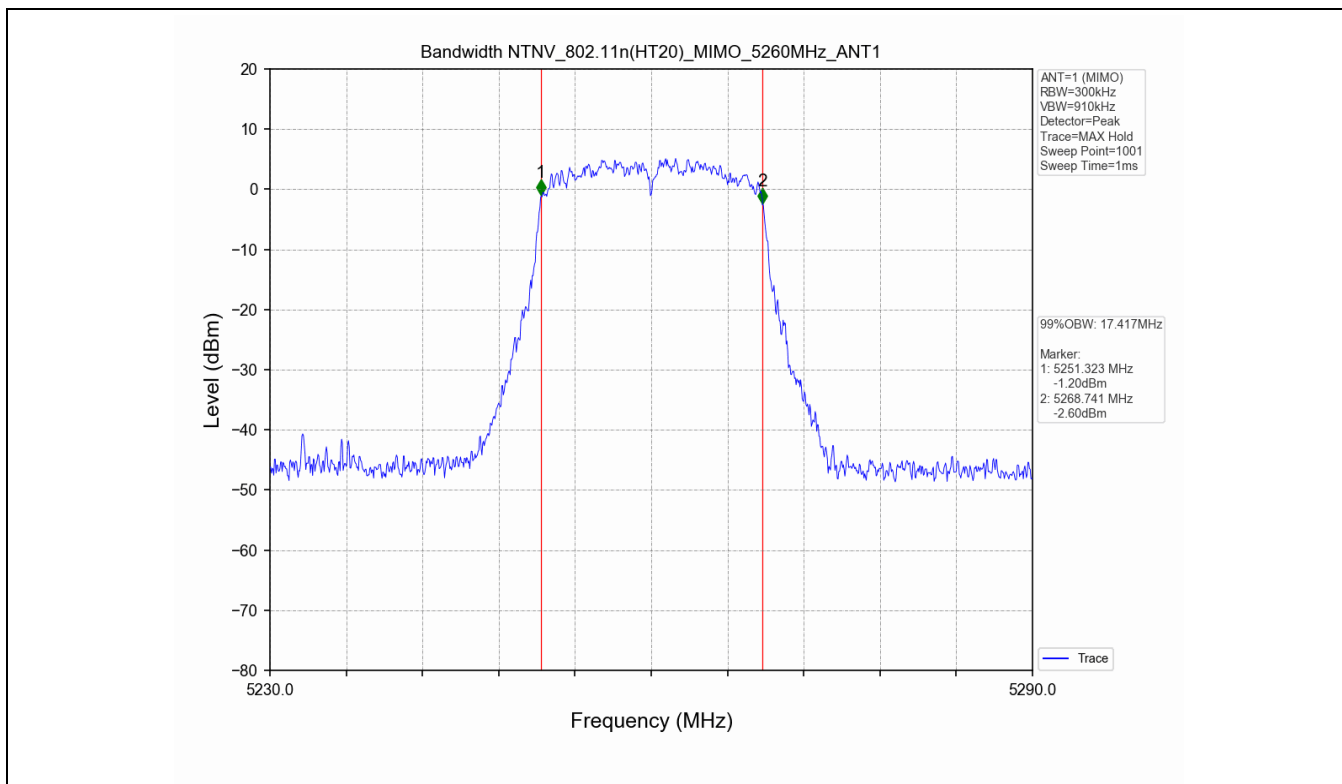 Bandwidth NTNV_802.11n(HT20)_MIMO_5260MHz_ANT1
20
10
0
−10
−20
−30
−40
−50
−60
−70
−80
Level (dBm)
1
2
5230.0
5290.0
Frequency (MHz)
ANT=1 (MIMO)
RBW=300kHz
VBW=910kHz
Detector=Peak
Trace=MAX Hold
Sweep Point=1001
Sweep Time=1ms
99%OBW: 17.417MHz
Marker:
1: 5251.323 MHz
-1.20dBm
2: 5268.741 MHz
-2.60dBm
Trace